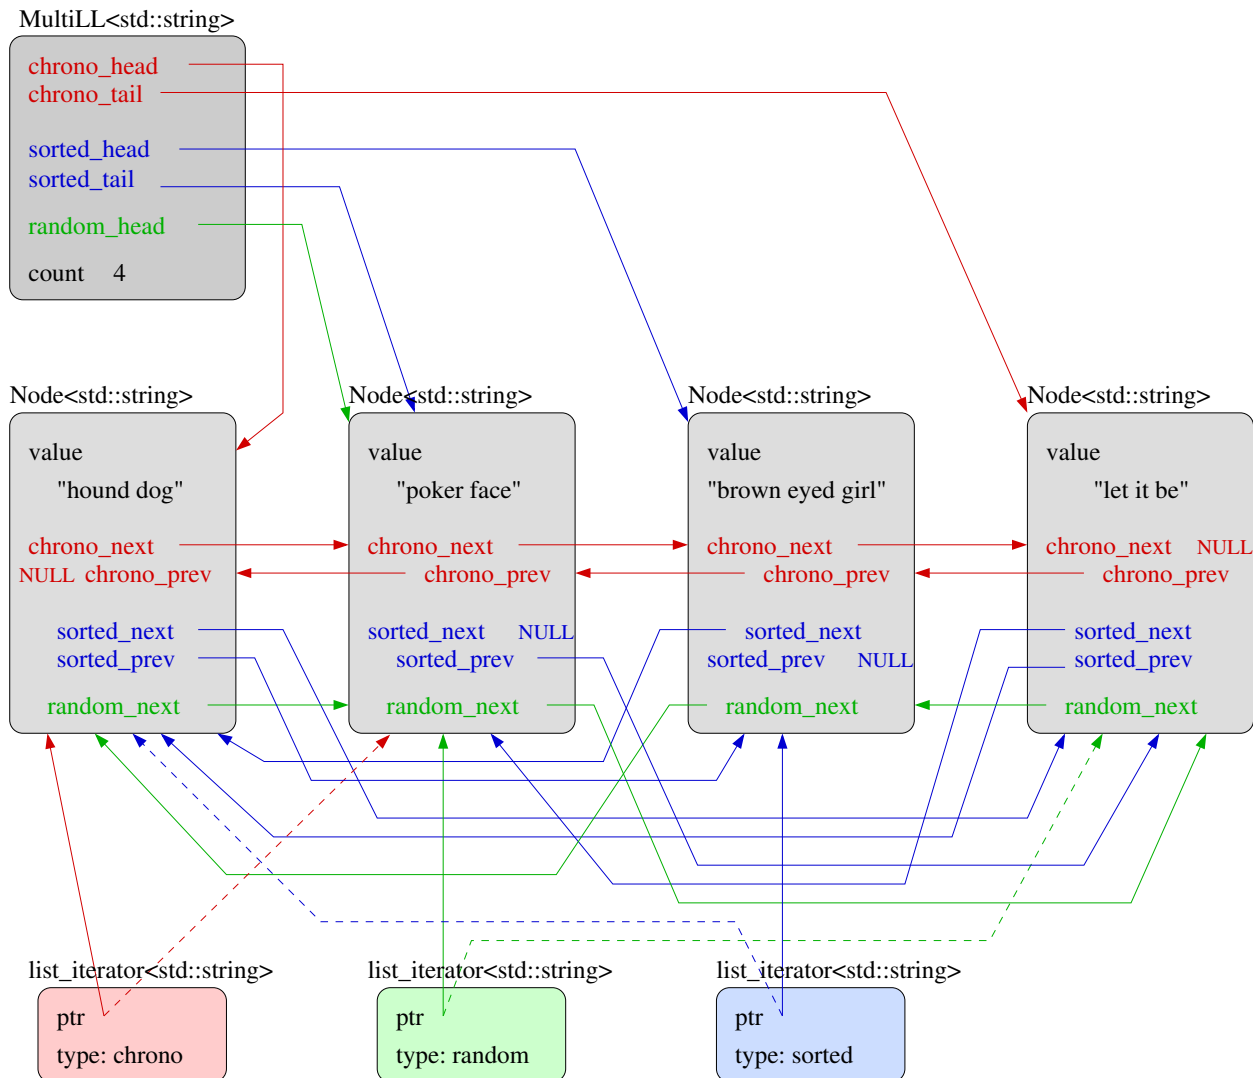 MultiLL<std::string>
chrono_head
chrono_tail
sorted_head
sorted_tail
random_head
count 4
Node<std::string>
value
"hound dog"
chrono_next
NULL chrono_prev
sorted_next
sorted_prev
random_next
Node<std::string>
value
"poker face"
chrono_next
chrono_prev
sorted_next NULL
sorted_prev
random_next
Node<std::string>
value
"brown eyed girl"
chrono_next
chrono_prev
sorted_next
sorted_prev NULL
random_next
Node<std::string>
value
"let it be"
chrono_next NULL
chrono_prev
sorted_next
sorted_prev
random_next
list_iterator<std::string>
ptr
type: chrono
list_iterator<std::string>
ptr
type: random
list_iterator<std::string>
ptr
type: sorted